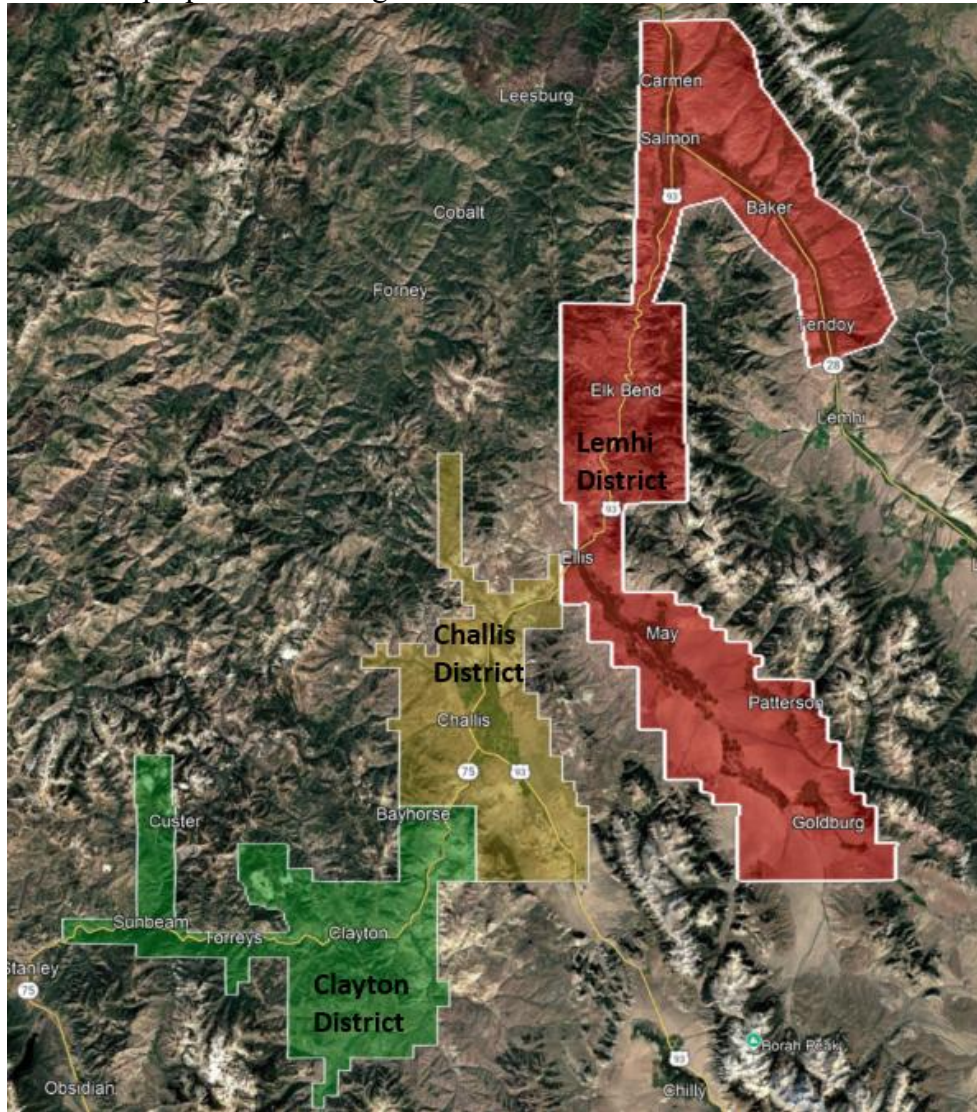 Carmen
Leesburg
Salmon
93
Baker
Cobalt
Forney
Tendoy
28
Elk Bend
Lemhi
Lemhi
District
93
Ellis
Challis
District
May
Patterson
Challis
75
93
Bayhorse
Custer
Goldburg
Sunbeam
Torreys
Clayton
Stanley
75
Clayton
District
Borah Peak
93
Obsidian
Chilly